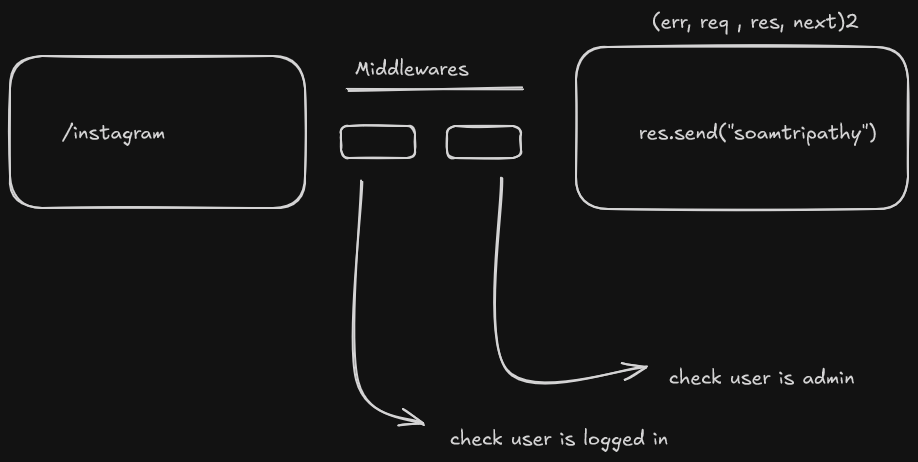 (err, req , res, next)2
Middlewares
/instagram
res.send("soamtripathy")
check user is admin
check user is logged in